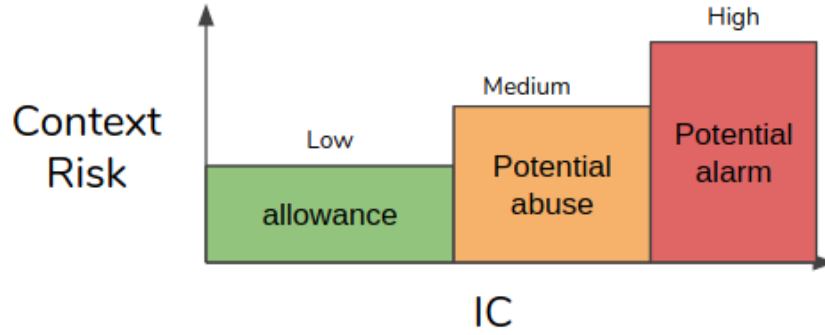 High
Medium
Low
Context
Risk
Potential
alarm
Potential
abuse
allowance
IC